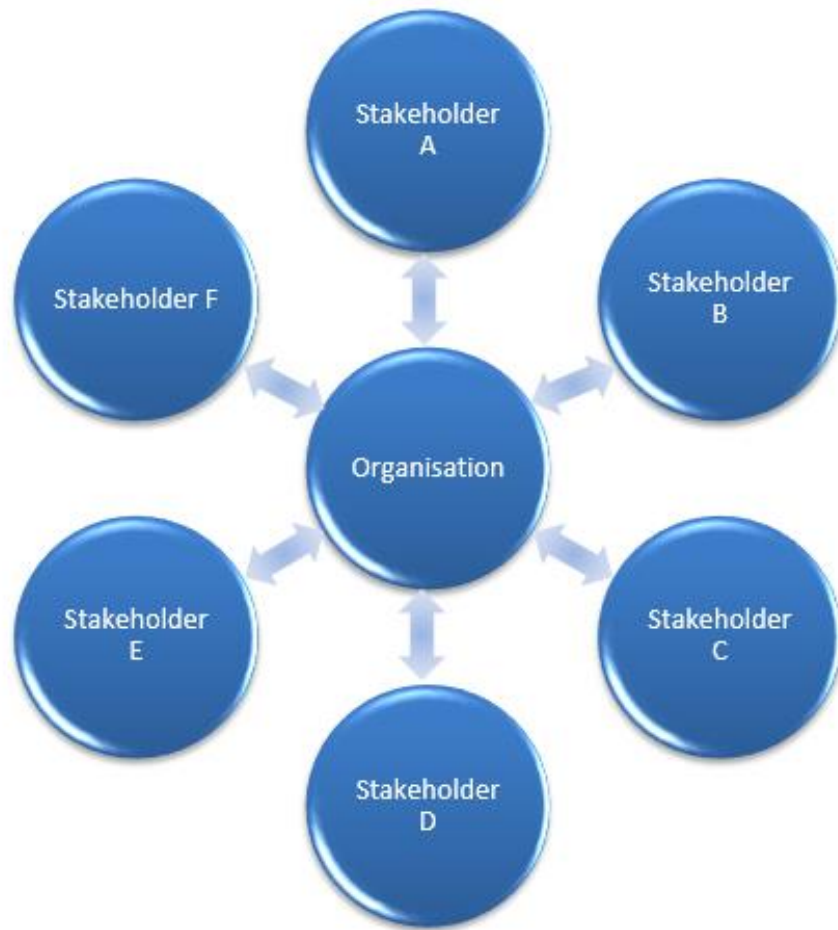 Stakeholder
A
Stakeholder F
Stakeholder
B
Organisation
Stakeholder
E
Stakeholder
C
Stakeholder
D